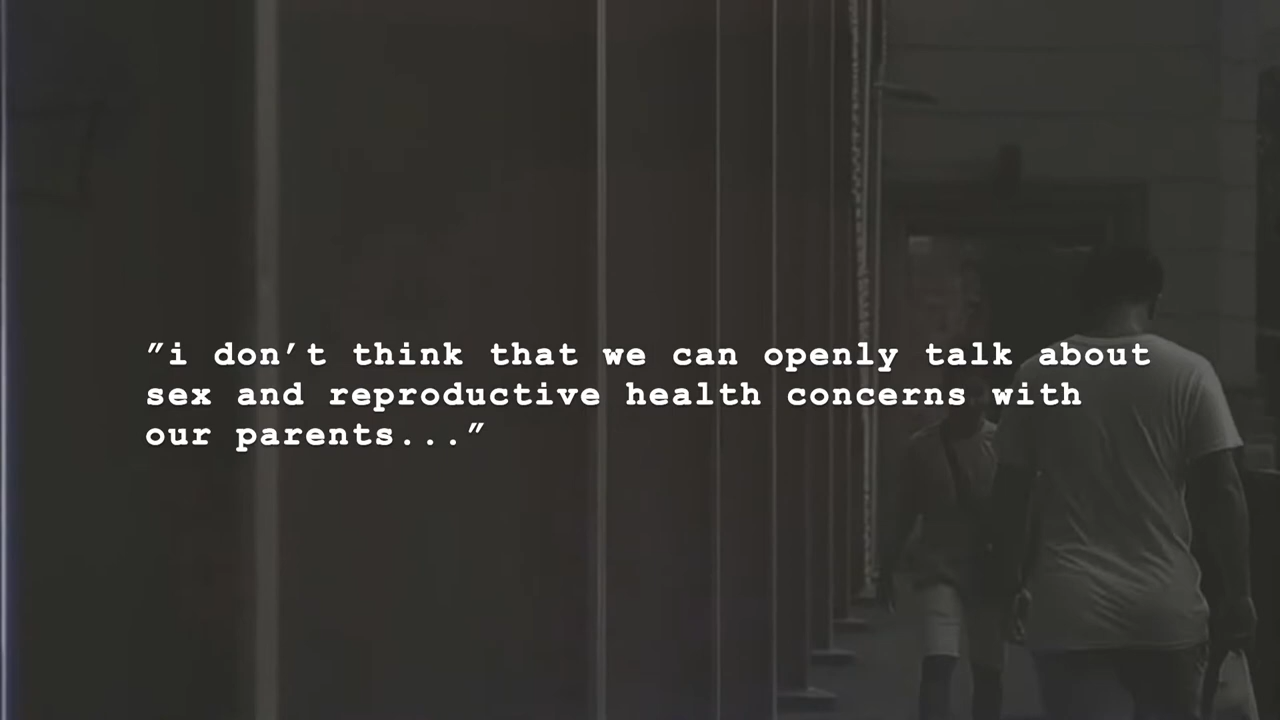 "i don't think that we can openly talk about
sex and reproductive health concerns with
our parents..."